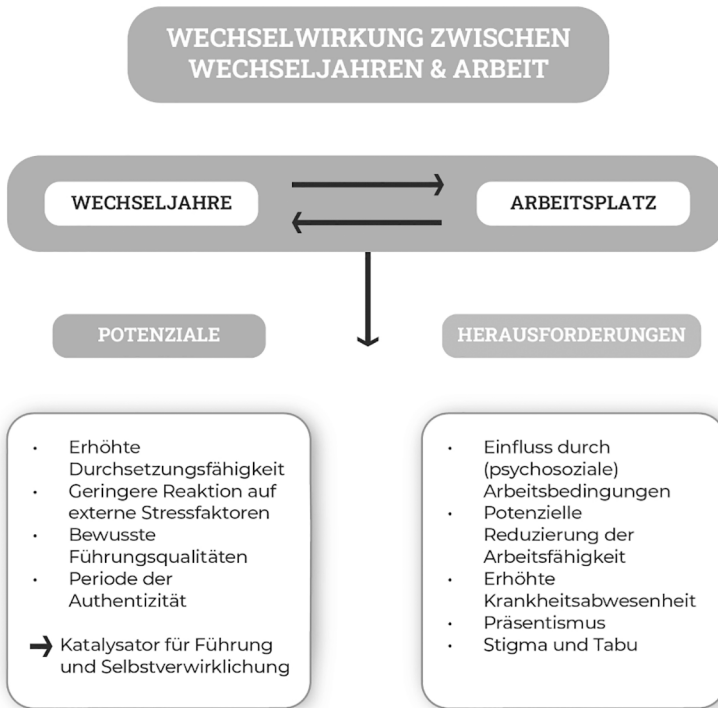 WECHSELWIRKUNG ZWISCHEN
WECHSELJAHREN & ARBEIT
WECHSELJAHRE
ARBEITSPLATZ
POTENZIALE
HERAUSFORDERUNGEN
· Erhöhte
Durchsetzungsfähigkeit
· Geringere Reaktion auf
externe Stressfaktoren
· Bewusste
Führungsqualitäten
· Periode der
Authentizität
→ Katalysator für Führung
und Selbstverwirklichung
· Einfluss durch
(psychosoziale)
Arbeitsbedingungen
· Potenzielle
Reduzierung der
Arbeitsfähigkeit
· Erhöhte
Krankheitsabwesenheit
· Präsentismus
· Stigma und Tabu